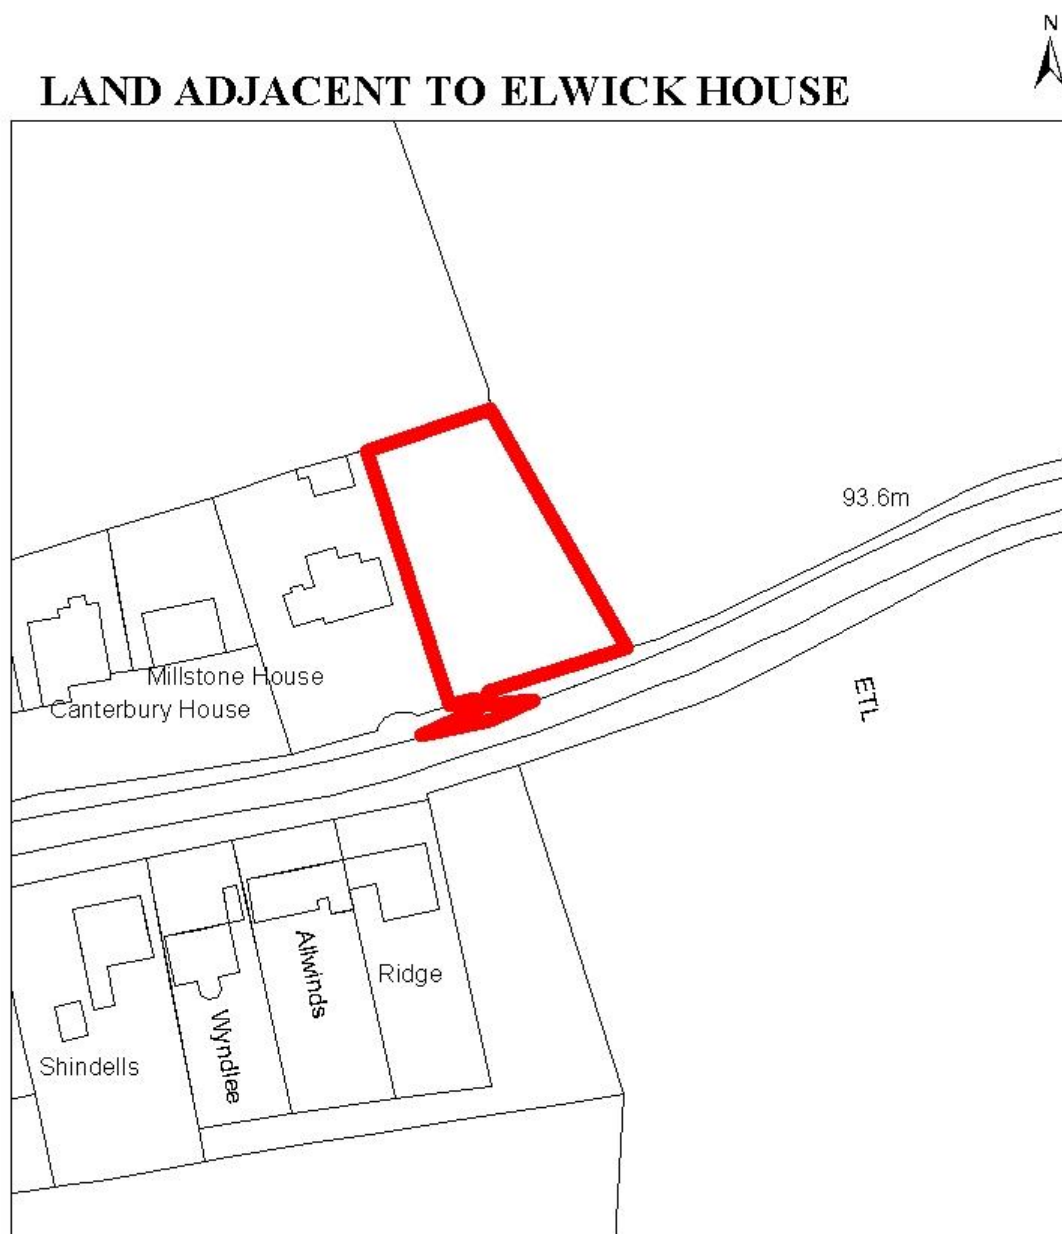 N
LAND ADJACENT TO ELWICK HOUSE
93.6m
Millstone House
Canterbury House
ETL
Allwinds
Ridge
Wyndlee
Shindells